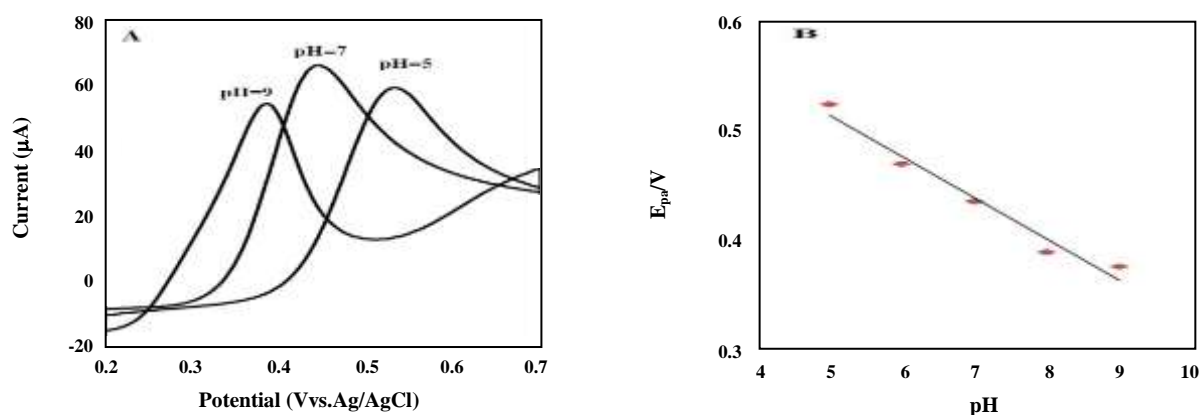 A
pH=7
pH=5
pH=9
80
60
40
20
0
-20
0.2 0.3 0.4 0.5 0.6 0.7
Current (µA)
Potential (Vvs.Ag/AgCl)
B
0.6
0.5
0.4
0.3
4 5 6 7 8 9 10
Epa/V
pH